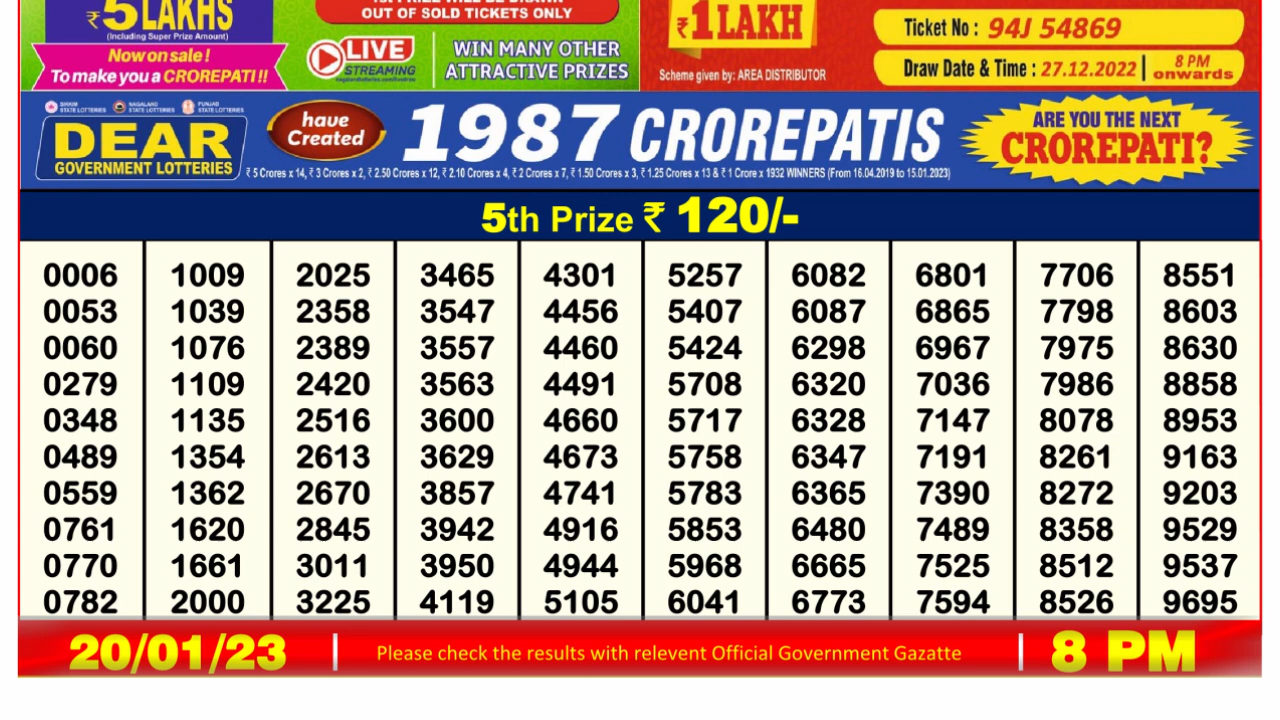 ₹5 LAKHS
(Including Super Prize Amount)
Now on sale !
To make you a CROREPATI !!
1st PRIZE WILL BE DRAWN
OUT OF SOLD TICKETS ONLY
LIVE
STREAMING
WIN MANY OTHER
ATTRACTIVE PRIZES
₹1 LAKH
Scheme given by: AREA DISTRIBUTOR
Ticket No : 94J 54869
Draw Date & Time : 27.12.2022 | 8 PM onwards
SIKKIM STATE LOTTERIES NAGALAND STATE LOTTERIES PUNJAB STATE LOTTERIES
DEAR
GOVERNMENT LOTTERIES
have
Created
1987 CROREPATIS
₹ 5 Crores x 14, ₹ 3 Crores x 2, ₹ 2.50 Crores x 12, ₹ 2.10 Crores x 4, ₹ 2 Crores x 7, ₹ 1.50 Crores x 3, ₹ 1.25 Crores x 13 & ₹ 1 Crore x 1932 WINNERS (From 16.04.2019 to 15.01.2023)
ARE YOU THE NEXT
CROREPATI?
5th Prize ₹ 120/-
0006 1009 2025 3465 4301 5257 6082 6801 7706 8551
0053 1039 2358 3547 4456 5407 6087 6865 7798 8603
0060 1076 2389 3557 4460 5424 6298 6967 7975 8630
0279 1109 2420 3563 4491 5708 6320 7036 7986 8858
0348 1135 2516 3600 4660 5717 6328 7147 8078 8953
0489 1354 2613 3629 4673 5758 6347 7191 8261 9163
0559 1362 2670 3857 4741 5783 6365 7390 8272 9203
0761 1620 2845 3942 4916 5853 6480 7489 8358 9529
0770 1661 3011 3950 4944 5968 6665 7525 8512 9537
0782 2000 3225 4119 5105 6041 6773 7594 8526 9695
20/01/23 | Please check the results with relevent Official Government Gazatte | 8 PM